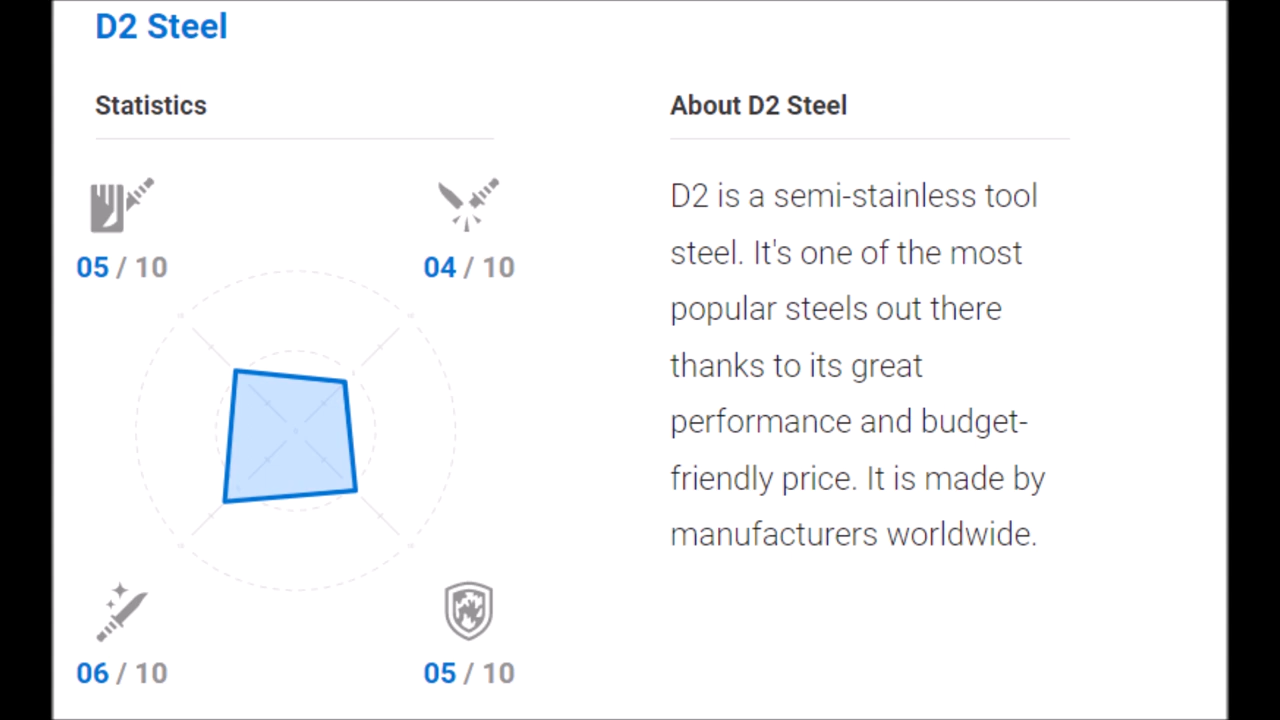 D2 Steel
Statistics
05 / 10
04 / 10
06 / 10
05 / 10
About D2 Steel
D2 is a semi-stainless tool
steel. It's one of the most
popular steels out there
thanks to its great
performance and budget-
friendly price. It is made by
manufacturers worldwide.